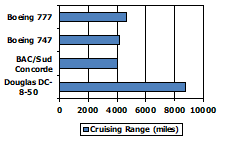 Boeing 777
Boeing 747
BAC/Sud
Concorde
Douglas DC-
8-50
0 2000 4000 6000 8000 10000
Cruising Range (miles)